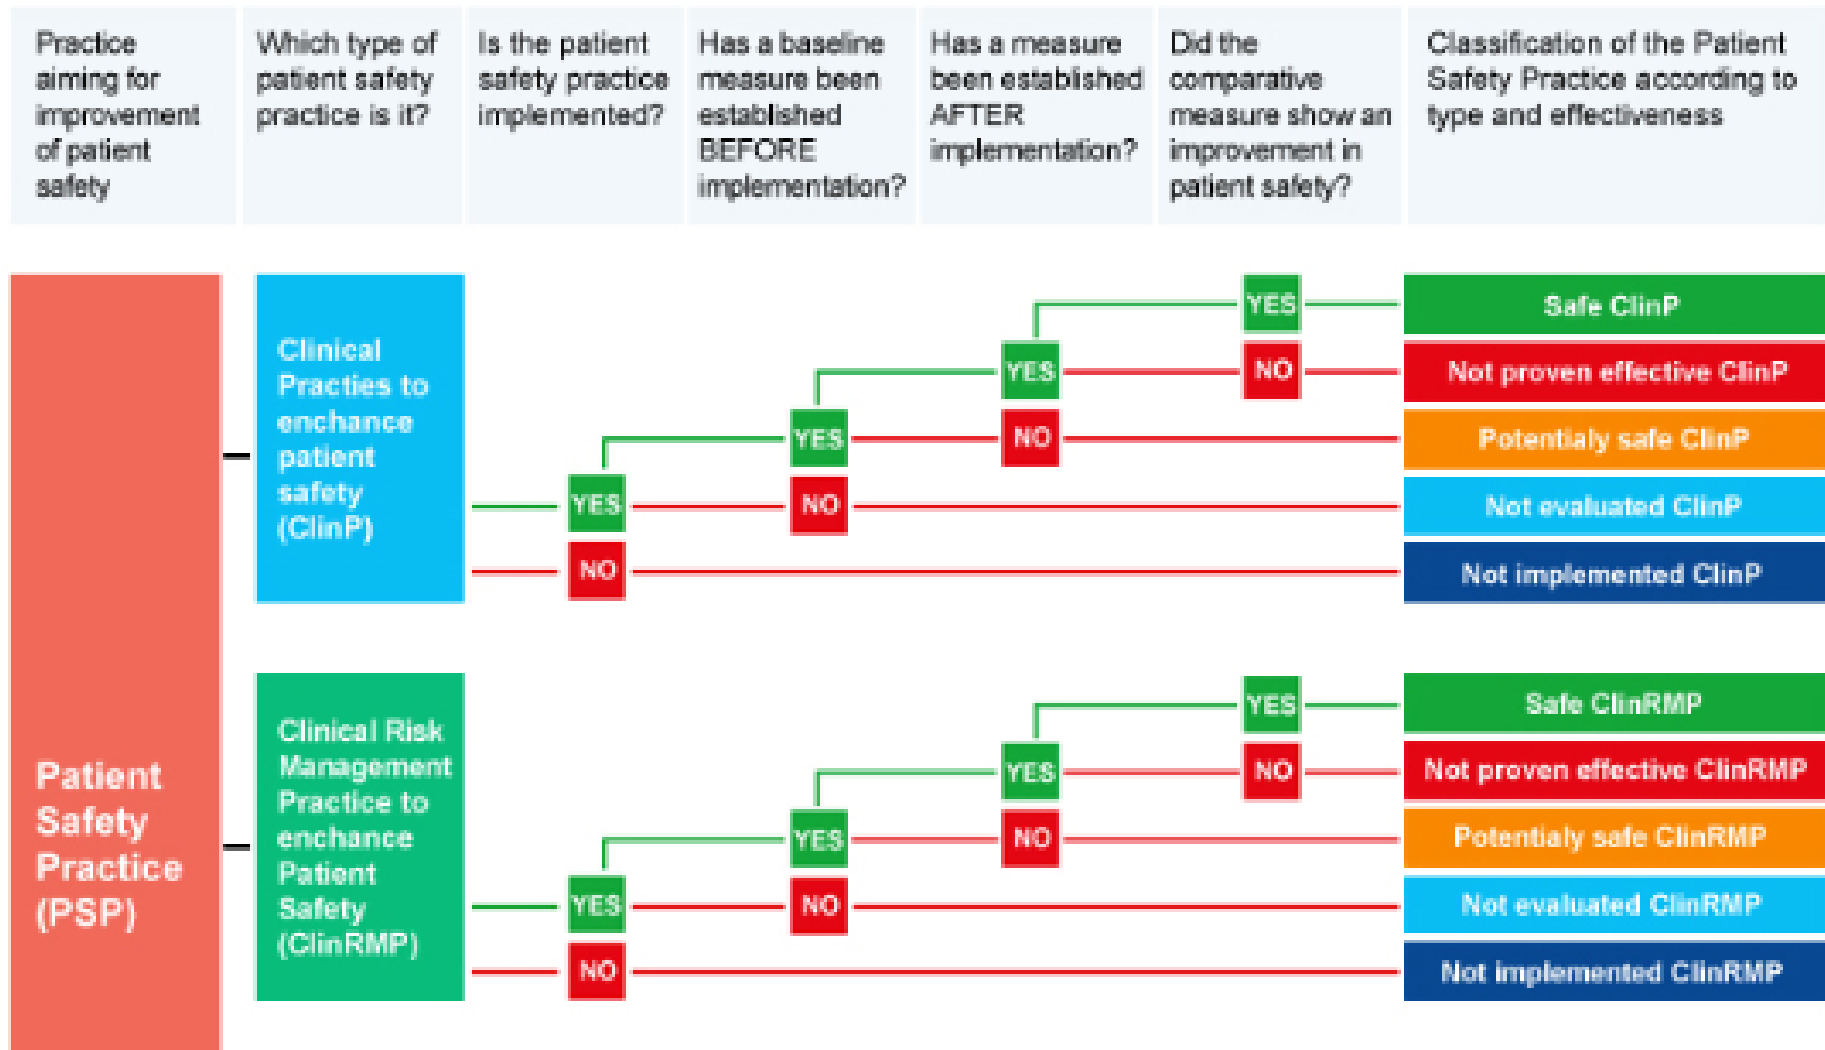 Practice
aiming for
improvement
of patient
safety
Which type of
patient safety
practice is it?
Is the patient
safety practice
implemented?
Has a baseline
measure been
established
BEFORE
implementation?
Has a measure
been established
AFTER
implementation?
Did the
comparative
measure show an
improvement in
patient safety?
Classification of the Patient
Safety Practice according to
type and effectiveness
Patient
Safety
Practice
(PSP)
Clinical
Practies to
enchance
patient
safety
(ClinP)
YES
Safe ClinP
YES
NO
Not proven effective ClinP
YES
NO
Potentialy safe ClinP
YES
NO
Not evaluated ClinP
NO
Not implemented ClinP
Clinical Risk
Management
Practice to
enchance
Patient
Safety
(ClinRMP)
YES
Safe ClinRMP
YES
NO
Not proven effective ClinRMP
YES
NO
Potentialy safe ClinRMP
YES
NO
Not evaluated ClinRMP
NO
Not implemented ClinRMP